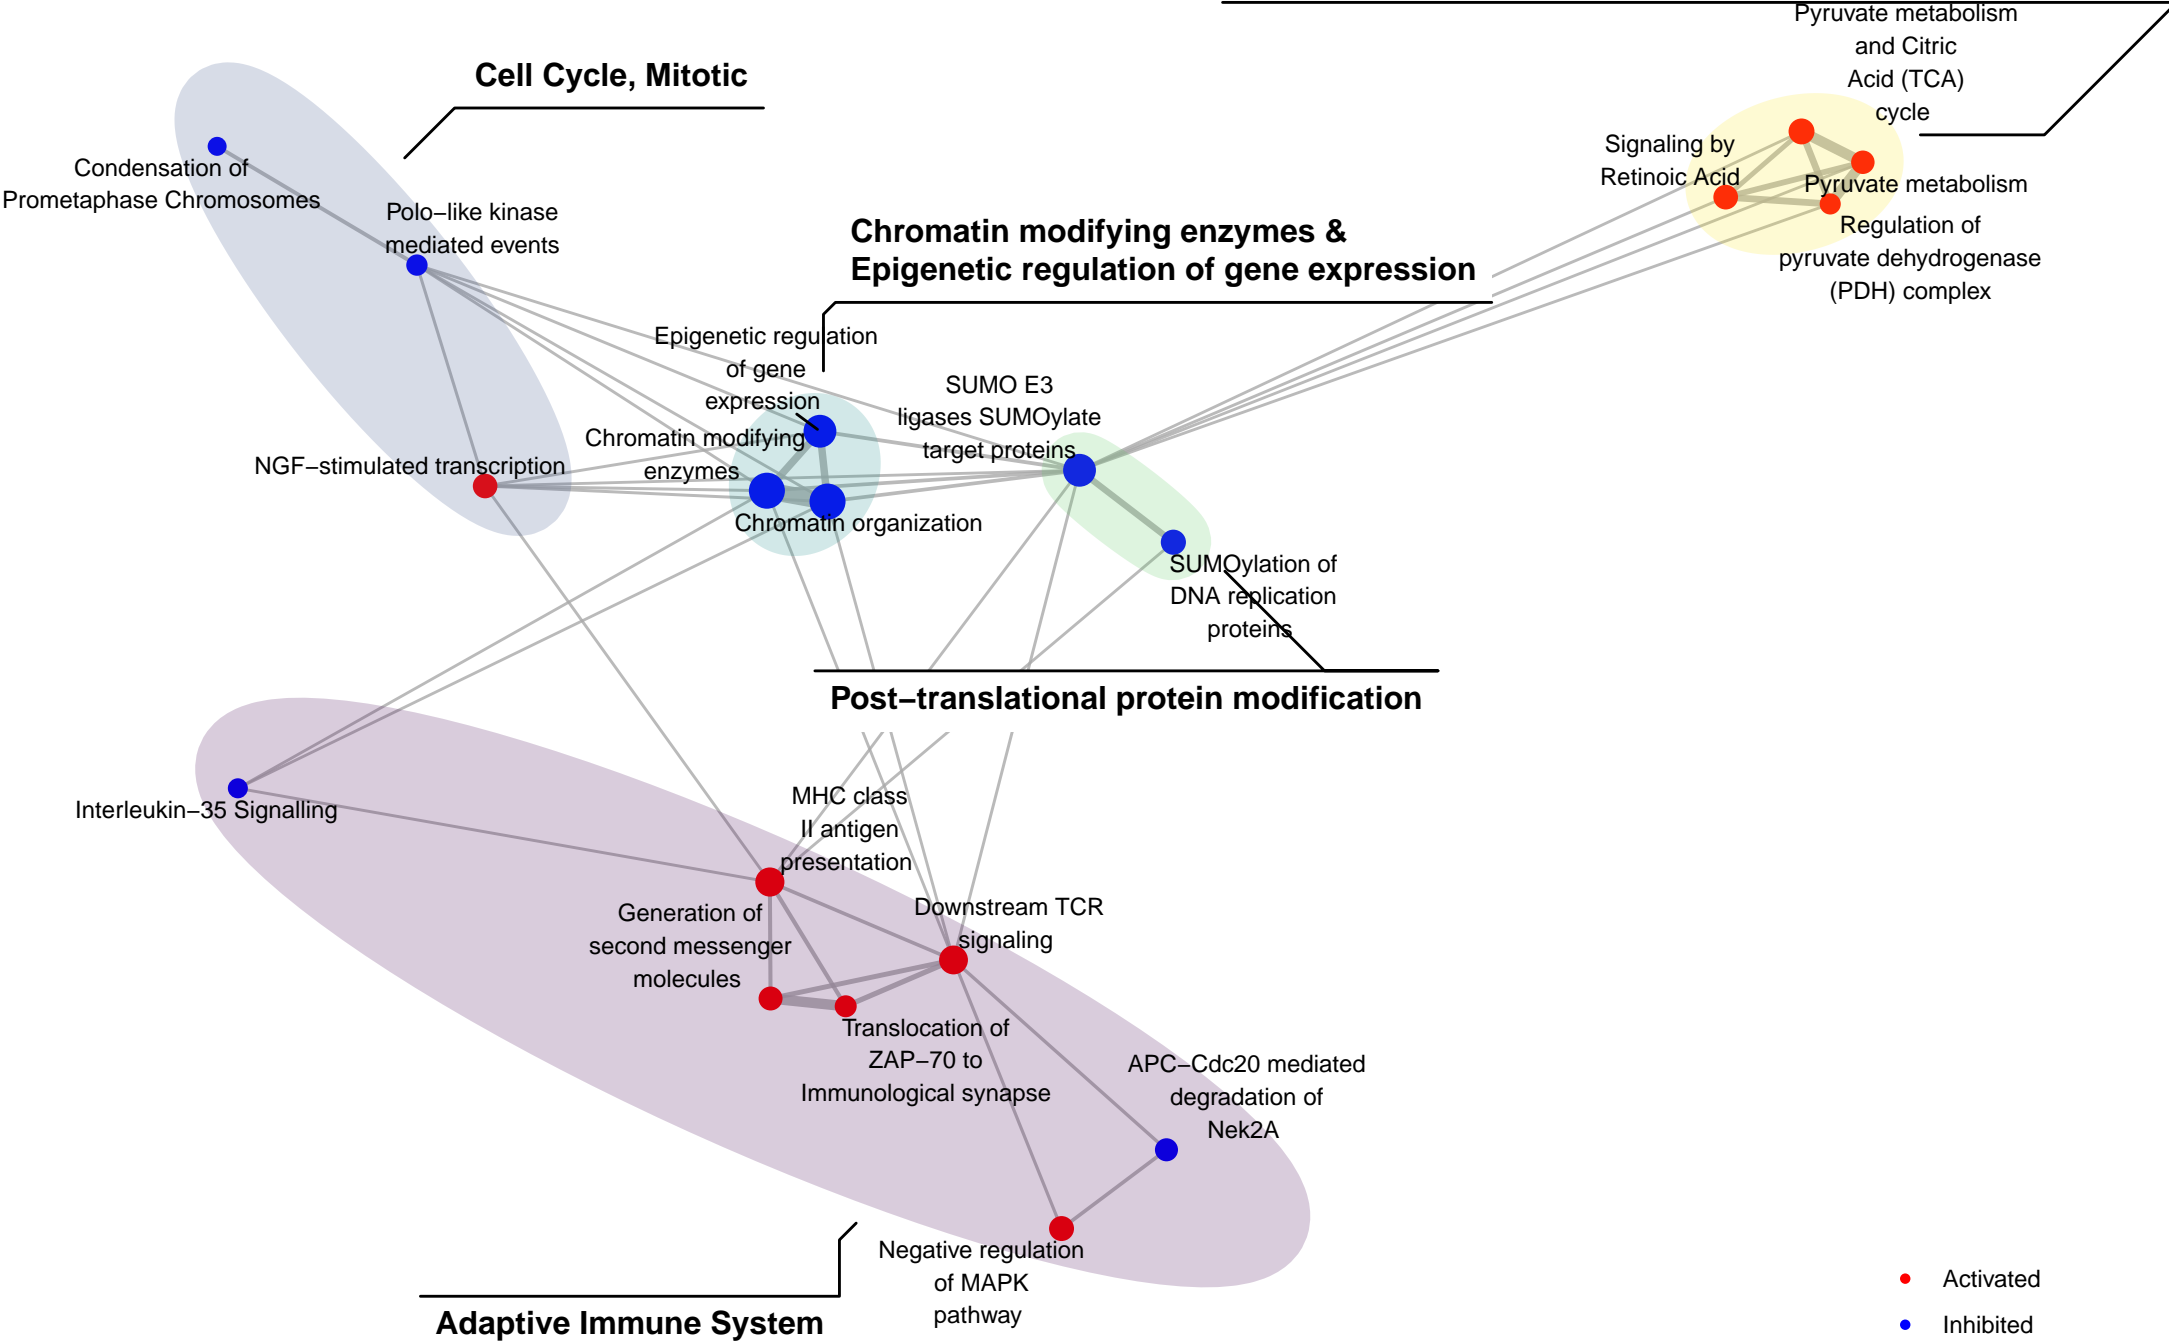 Pyruvate metabolism
and Citric
Acid (TCA)
cycle
Cell Cycle, Mitotic
Signaling by
Retinoic Acid
Condensation of
Prometaphase Chromosomes
Pyruvate metabolism
Polo−like kinase
mediated events
Regulation of
pyruvate dehydrogenase
(PDH) complex
Chromatin modifying enzymes &
Epigenetic regulation of gene expression
Epigenetic regulation
of gene
expression
SUMO E3
ligases SUMOylate
target proteins
Chromatin modifying
enzymes
NGF−stimulated transcription
Chromatin organization
SUMOylation of
DNA replication
proteins
Post−translational protein modification
Interleukin−35 Signalling
MHC class
II antigen
presentation
Generation of
second messenger
molecules
Downstream TCR
signaling
Translocation of
ZAP−70 to
Immunological synapse
APC−Cdc20 mediated
degradation of
Nek2A
Negative regulation
of MAPK
pathway
Adaptive Immune System
Activated
Inhibited